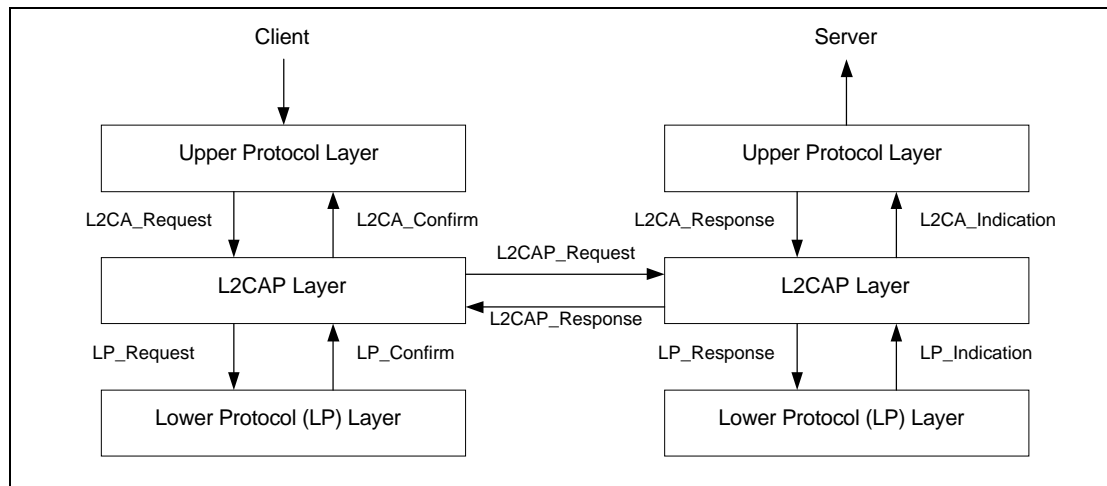 Client
Server
Upper Protocol Layer
Upper Protocol Layer
L2CA_Request
L2CA_Confirm
L2CA_Response
L2CA_Indication
L2CAP_Request
L2CAP Layer
L2CAP Layer
L2CAP_Response
LP_Request
LP_Confirm
LP_Response
LP_Indication
Lower Protocol (LP) Layer
Lower Protocol (LP) Layer